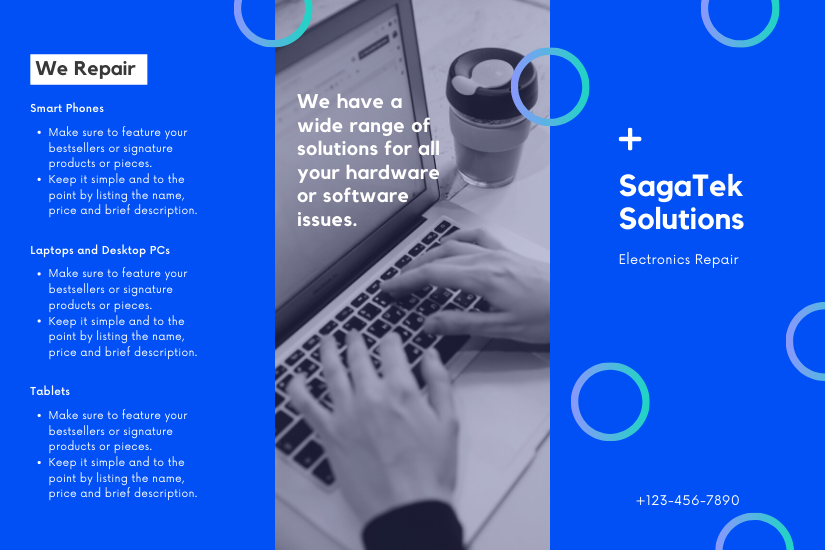 We Repair
Smart Phones
• Make sure to feature your
bestsellers or signature
products or pieces.
• Keep it simple and to the
point by listing the name,
price and brief description.
Laptops and Desktop PCs
• Make sure to feature your
bestsellers or signature
products or pieces.
• Keep it simple and to the
point by listing the name,
price and brief description.
Tablets
• Make sure to feature your
bestsellers or signature
products or pieces.
• Keep it simple and to the
point by listing the name,
price and brief description.
We have a
wide range of
solutions for all
your hardware
or software
issues.
+
SagaTek
Solutions
Electronics Repair
+123-456-7890